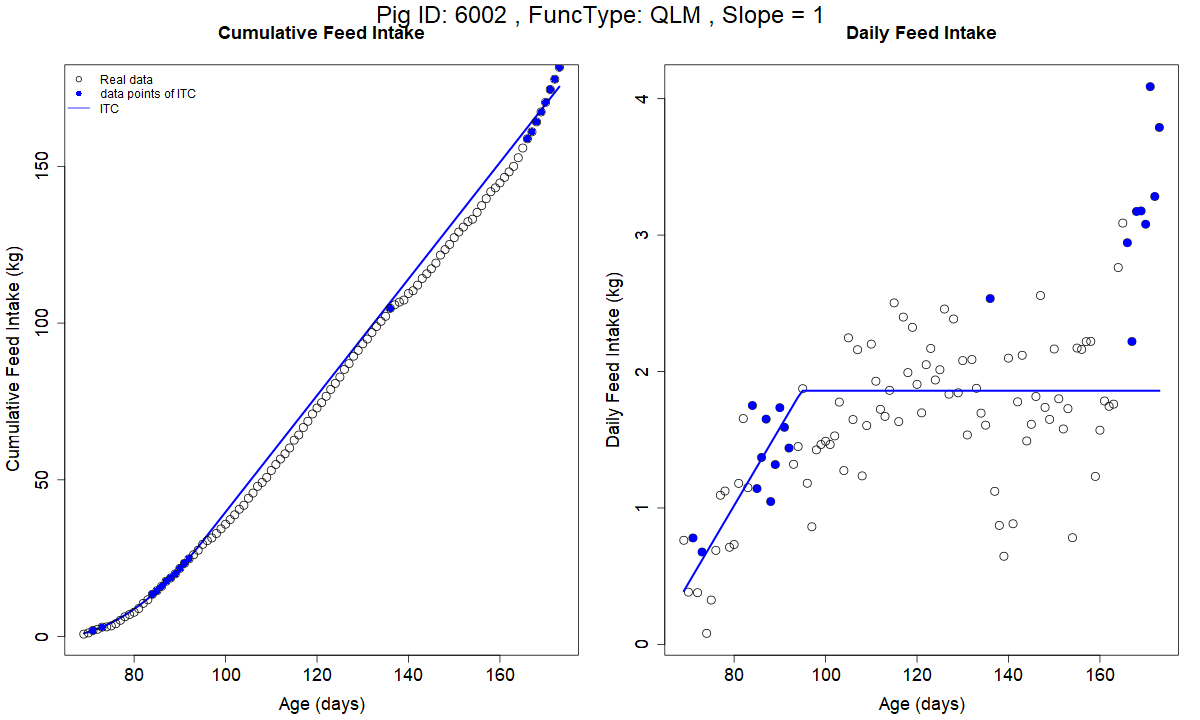 Pig ID: 6002 , FuncType: QLM , Slope = 1
Cumulative Feed Intake
Real data
data points of ITC
ITC
Cumulative Feed Intake (kg)
0
50
100
150
80
100
120
140
160
Age (days)
Daily Feed Intake
Daily Feed Intake (kg)
0
1
2
3
4
80
100
120
140
160
Age (days)